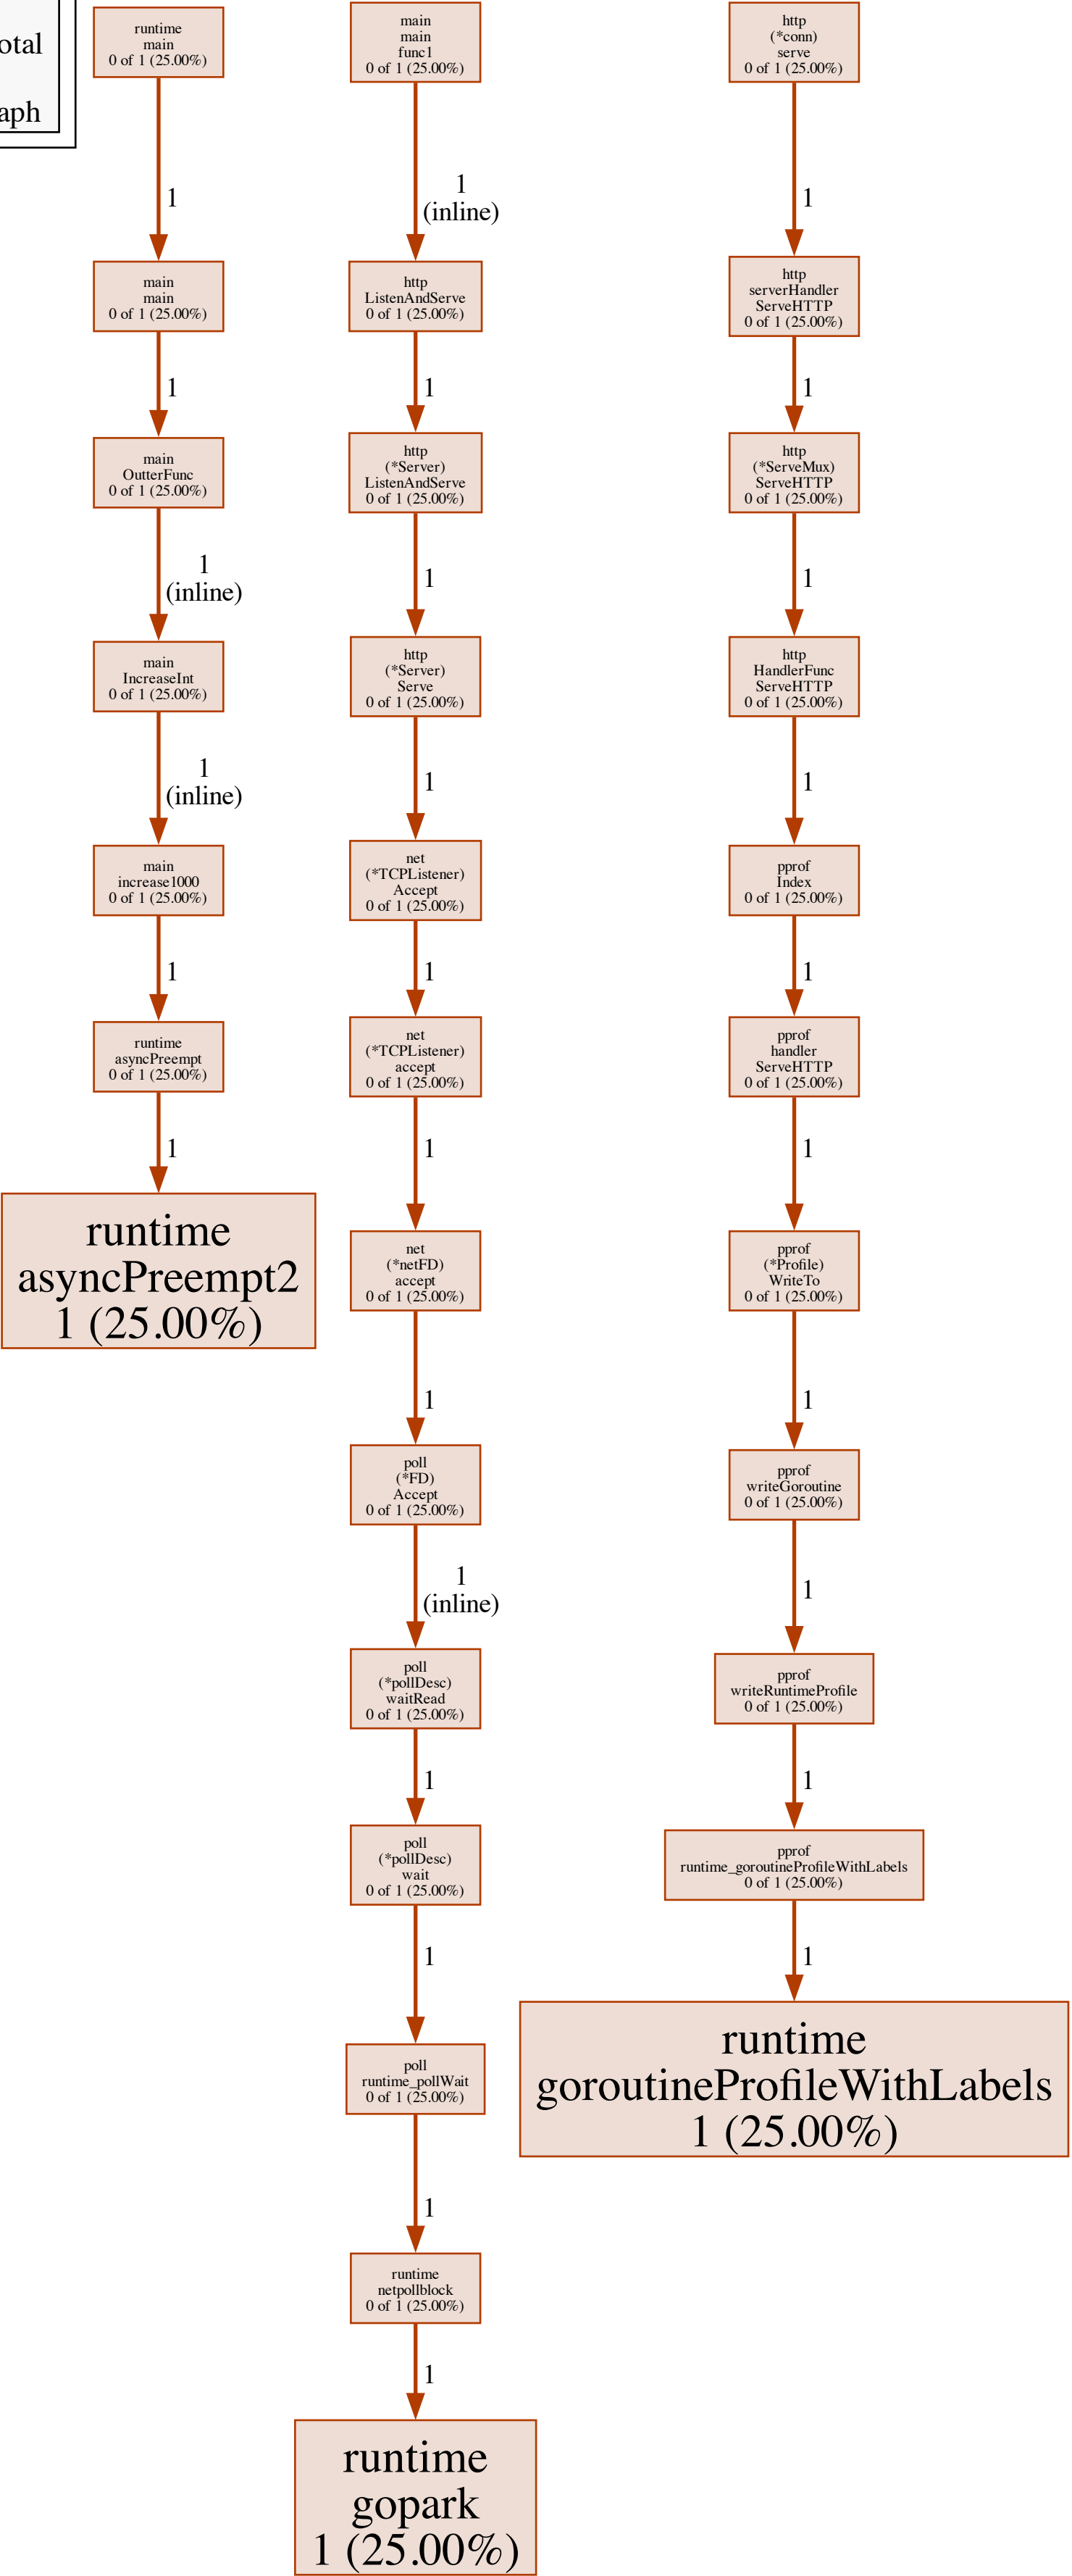 otal
aph
runtime
main
0 of 1 (25.00%)
1
main
main
0 of 1 (25.00%)
1
main
OutterFunc
0 of 1 (25.00%)
1
(inline)
main
IncreaseInt
0 of 1 (25.00%)
1
(inline)
main
increase1000
0 of 1 (25.00%)
1
runtime
asyncPreempt
0 of 1 (25.00%)
1
runtime
asyncPreempt2
1 (25.00%)
main
main
func1
0 of 1 (25.00%)
1
(inline)
http
ListenAndServe
0 of 1 (25.00%)
1
http
(*Server)
ListenAndServe
0 of 1 (25.00%)
1
http
(*Server)
Serve
0 of 1 (25.00%)
1
net
(*TCPListener)
Accept
0 of 1 (25.00%)
1
net
(*TCPListener)
accept
0 of 1 (25.00%)
1
net
(*netFD)
accept
0 of 1 (25.00%)
1
poll
(*FD)
Accept
0 of 1 (25.00%)
1
(inline)
poll
(*pollDesc)
waitRead
0 of 1 (25.00%)
1
poll
(*pollDesc)
wait
0 of 1 (25.00%)
1
poll
runtime_pollWait
0 of 1 (25.00%)
1
runtime
netpollblock
0 of 1 (25.00%)
1
runtime
gopark
1 (25.00%)
http
(*conn)
serve
0 of 1 (25.00%)
1
http
serverHandler
ServeHTTP
0 of 1 (25.00%)
1
http
(*ServeMux)
ServeHTTP
0 of 1 (25.00%)
1
http
HandlerFunc
ServeHTTP
0 of 1 (25.00%)
1
pprof
Index
0 of 1 (25.00%)
1
pprof
handler
ServeHTTP
0 of 1 (25.00%)
1
pprof
(*Profile)
WriteTo
0 of 1 (25.00%)
1
pprof
writeGoroutine
0 of 1 (25.00%)
1
pprof
writeRuntimeProfile
0 of 1 (25.00%)
1
pprof
runtime_goroutineProfileWithLabels
0 of 1 (25.00%)
1
runtime
goroutineProfileWithLabels
1 (25.00%)